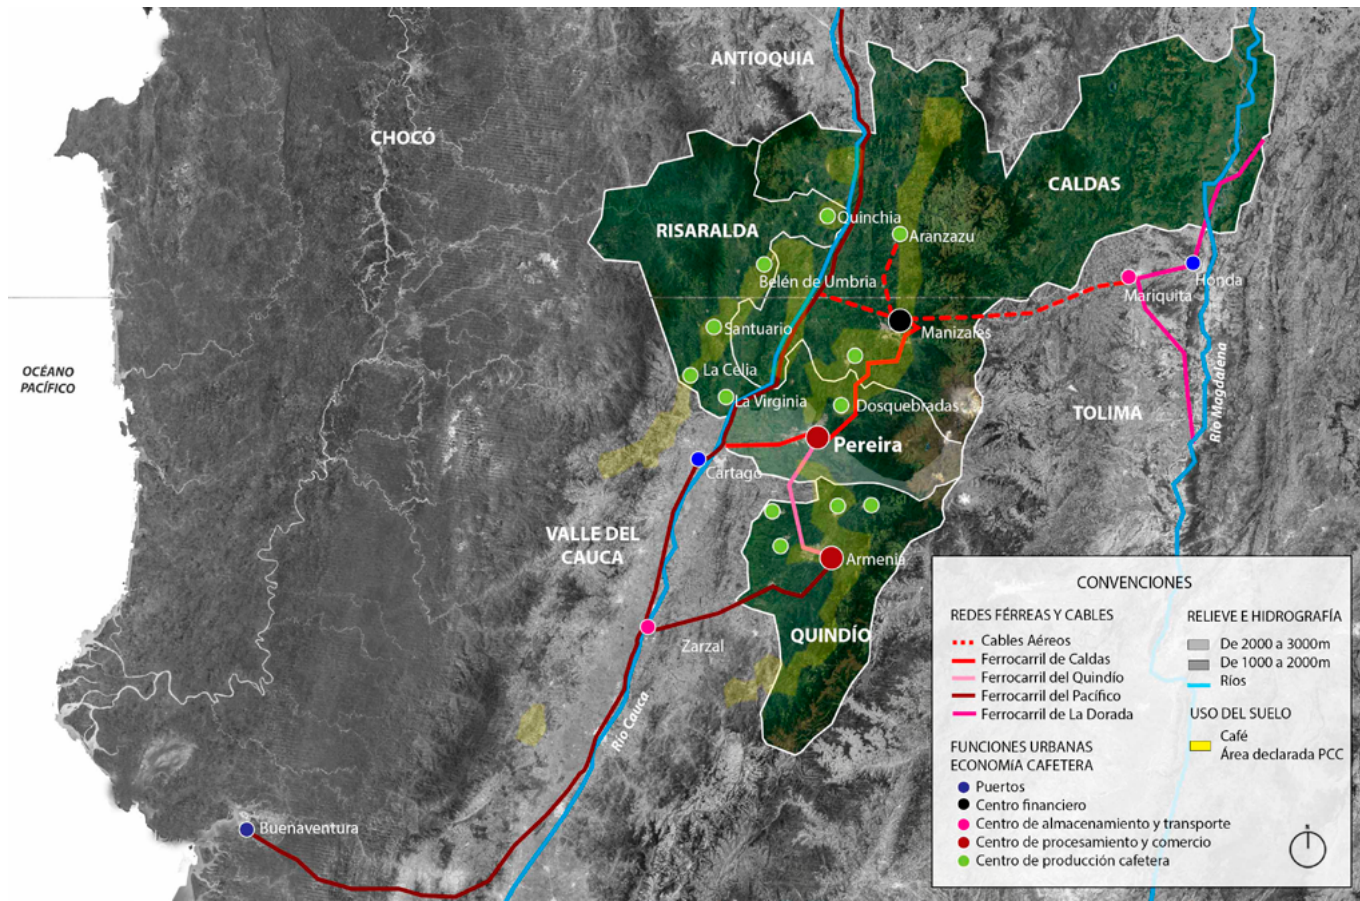 ANTIOQUIA
CHOCÓ
CALDAS
RISARALDA
Quinchia
Aranzazu
Belén de Umbria
Honda
Mariquita
Santuario
Manizales
OCÉANO
PACÍFICO
La Celia
La Virginia
Dosquebradas
TOLIMA
Río Magdalena
Pereira
Cartago
VALLE DEL
CAUCA
Armenia
QUINDÍO
Zarzal
Río Cauca
Buenaventura
CONVENCIONES
REDES FÉRREAS Y CABLES
Cables Aéreos
Ferrocarril de Caldas
Ferrocarril del Quindío
Ferrocarril del Pacífico
Ferrocarril de La Dorada
FUNCIONES URBANAS
ECONOMíA CAFETERA
Puertos
Centro financiero
Centro de almacenamiento y transporte
Centro de procesamiento y comercio
Centro de producción cafetera
RELIEVE E HIDROGRAFÍA
De 2000 a 3000m
De 1000 a 2000m
Ríos
USO DEL SUELO
Café
Área declarada PCC